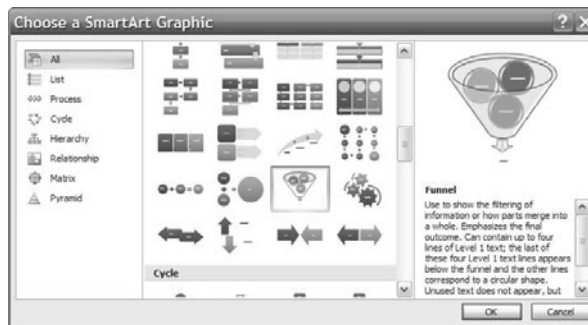 Choose a SmartArt Graphic
All
List
Process
Cycle
Hierarchy
Relationship
Matrix
Pyramid
Cycle
Funnel
Use to show the filtering of
information or how parts merge into
a whole. Emphasizes the final
outcome. Can contain up to four
lines of Level 1 text; the last of
these four Level 1 text lines appears
below the funnel and the other lines
correspond to a circular shape.
Unused text does not appear, but
OK
Cancel